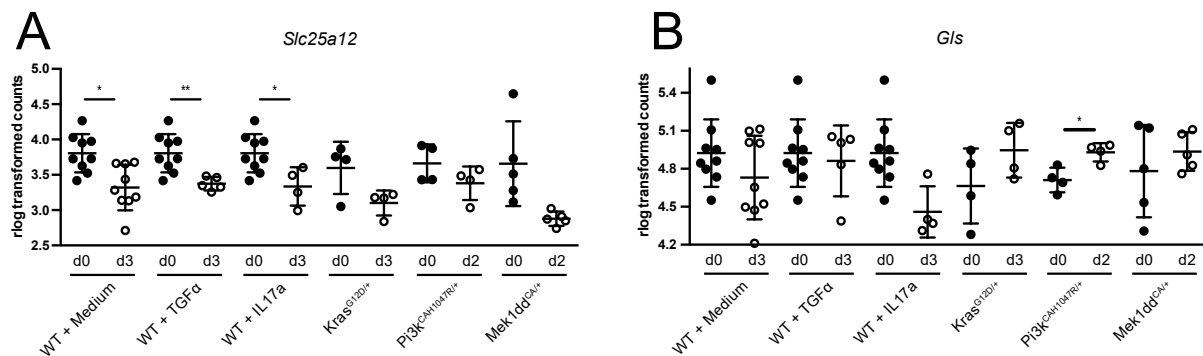 A
Slc25a12
rlog transformed counts
5.0
4.5
4.0
3.5
3.0
2.5
* ** *
d0 d3 d0 d3 d0 d3 d0 d3 d0 d2 d0 d2
WT + Medium
WT + TGFα
WT + IL17a
Kras^G12D/+
Pi3k^CAH1047R/+
Mek1dd^CA/+
B
Gls
rlog transformed counts
5.4
5.1
4.8
4.5
4.2
*
d0 d3 d0 d3 d0 d3 d0 d3 d0 d2 d0 d2
WT + Medium
WT + TGFα
WT + IL17a
Kras^G12D/+
Pi3k^CAH1047R/+
Mek1dd^CA/+